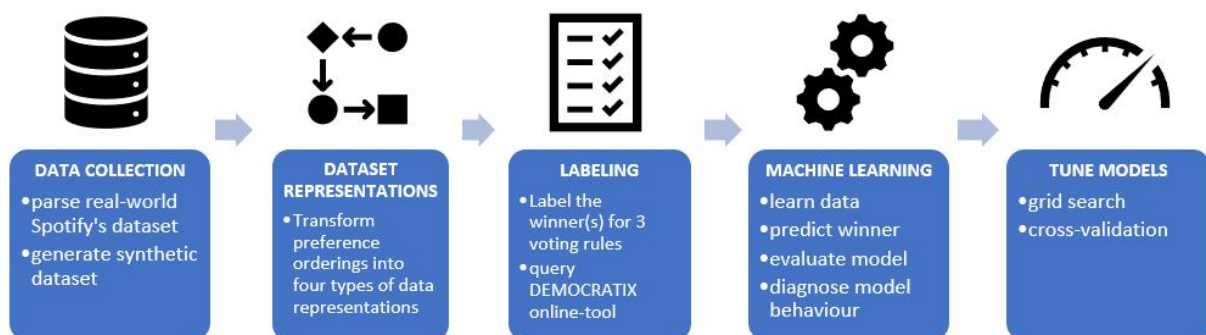 DATA COLLECTION
•parse real-world
Spotify's dataset
•generate synthetic
dataset
DATASET
REPRESENTATIONS
•Transform
preference
orderings into
four types of data
representations
LABELING
•Label the
winner(s) for 3
voting rules
•query
DEMOCRATIX
online-tool
MACHINE LEARNING
•learn data
•predict winner
•evaluate model
•diagnose model
behaviour
TUNE MODELS
•grid search
•cross-validation